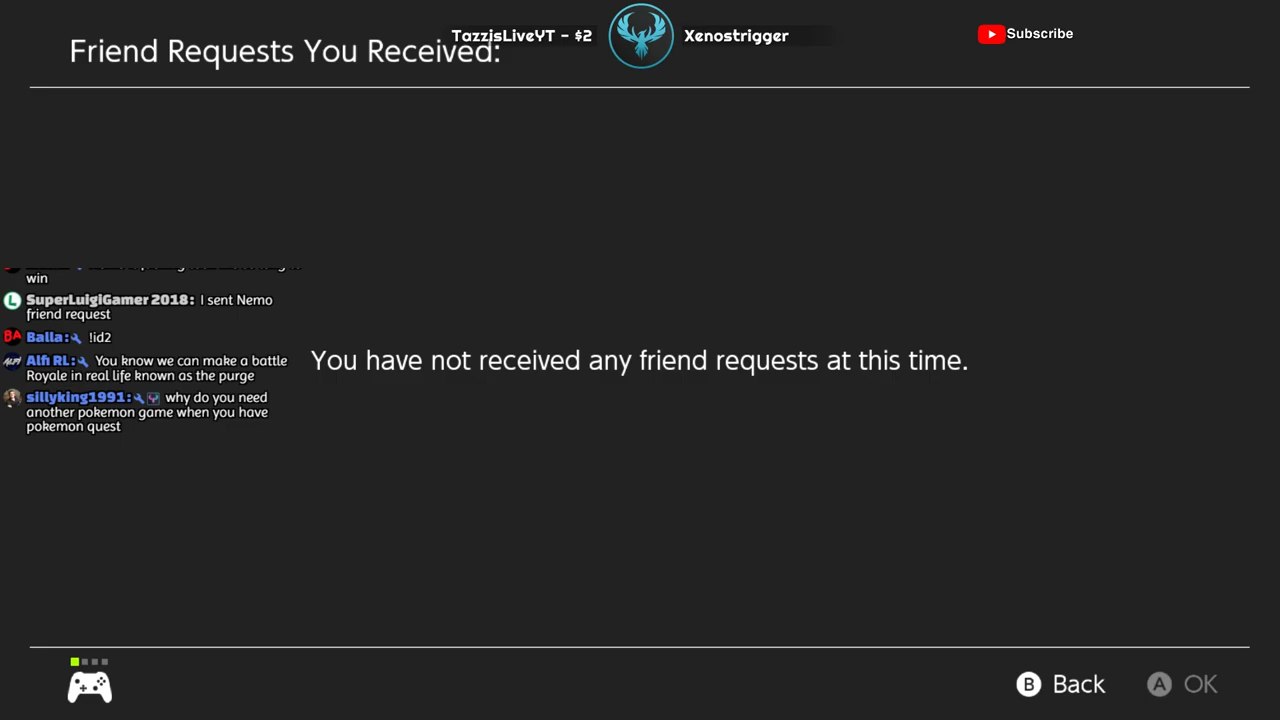 Friend Requests You Received:
TazzisLiveYT - $2
Xenostrigger
Subscribe
win
SuperLuigiGamer 2018: I sent Nemo
friend request
BA Balla: !id2
Alfi RL: You know we can make a battle
Royale in real life known as the purge
sillyking1991: why do you need
another pokemon game when you have
pokemon quest
You have not received any friend requests at this time.
B Back
A OK